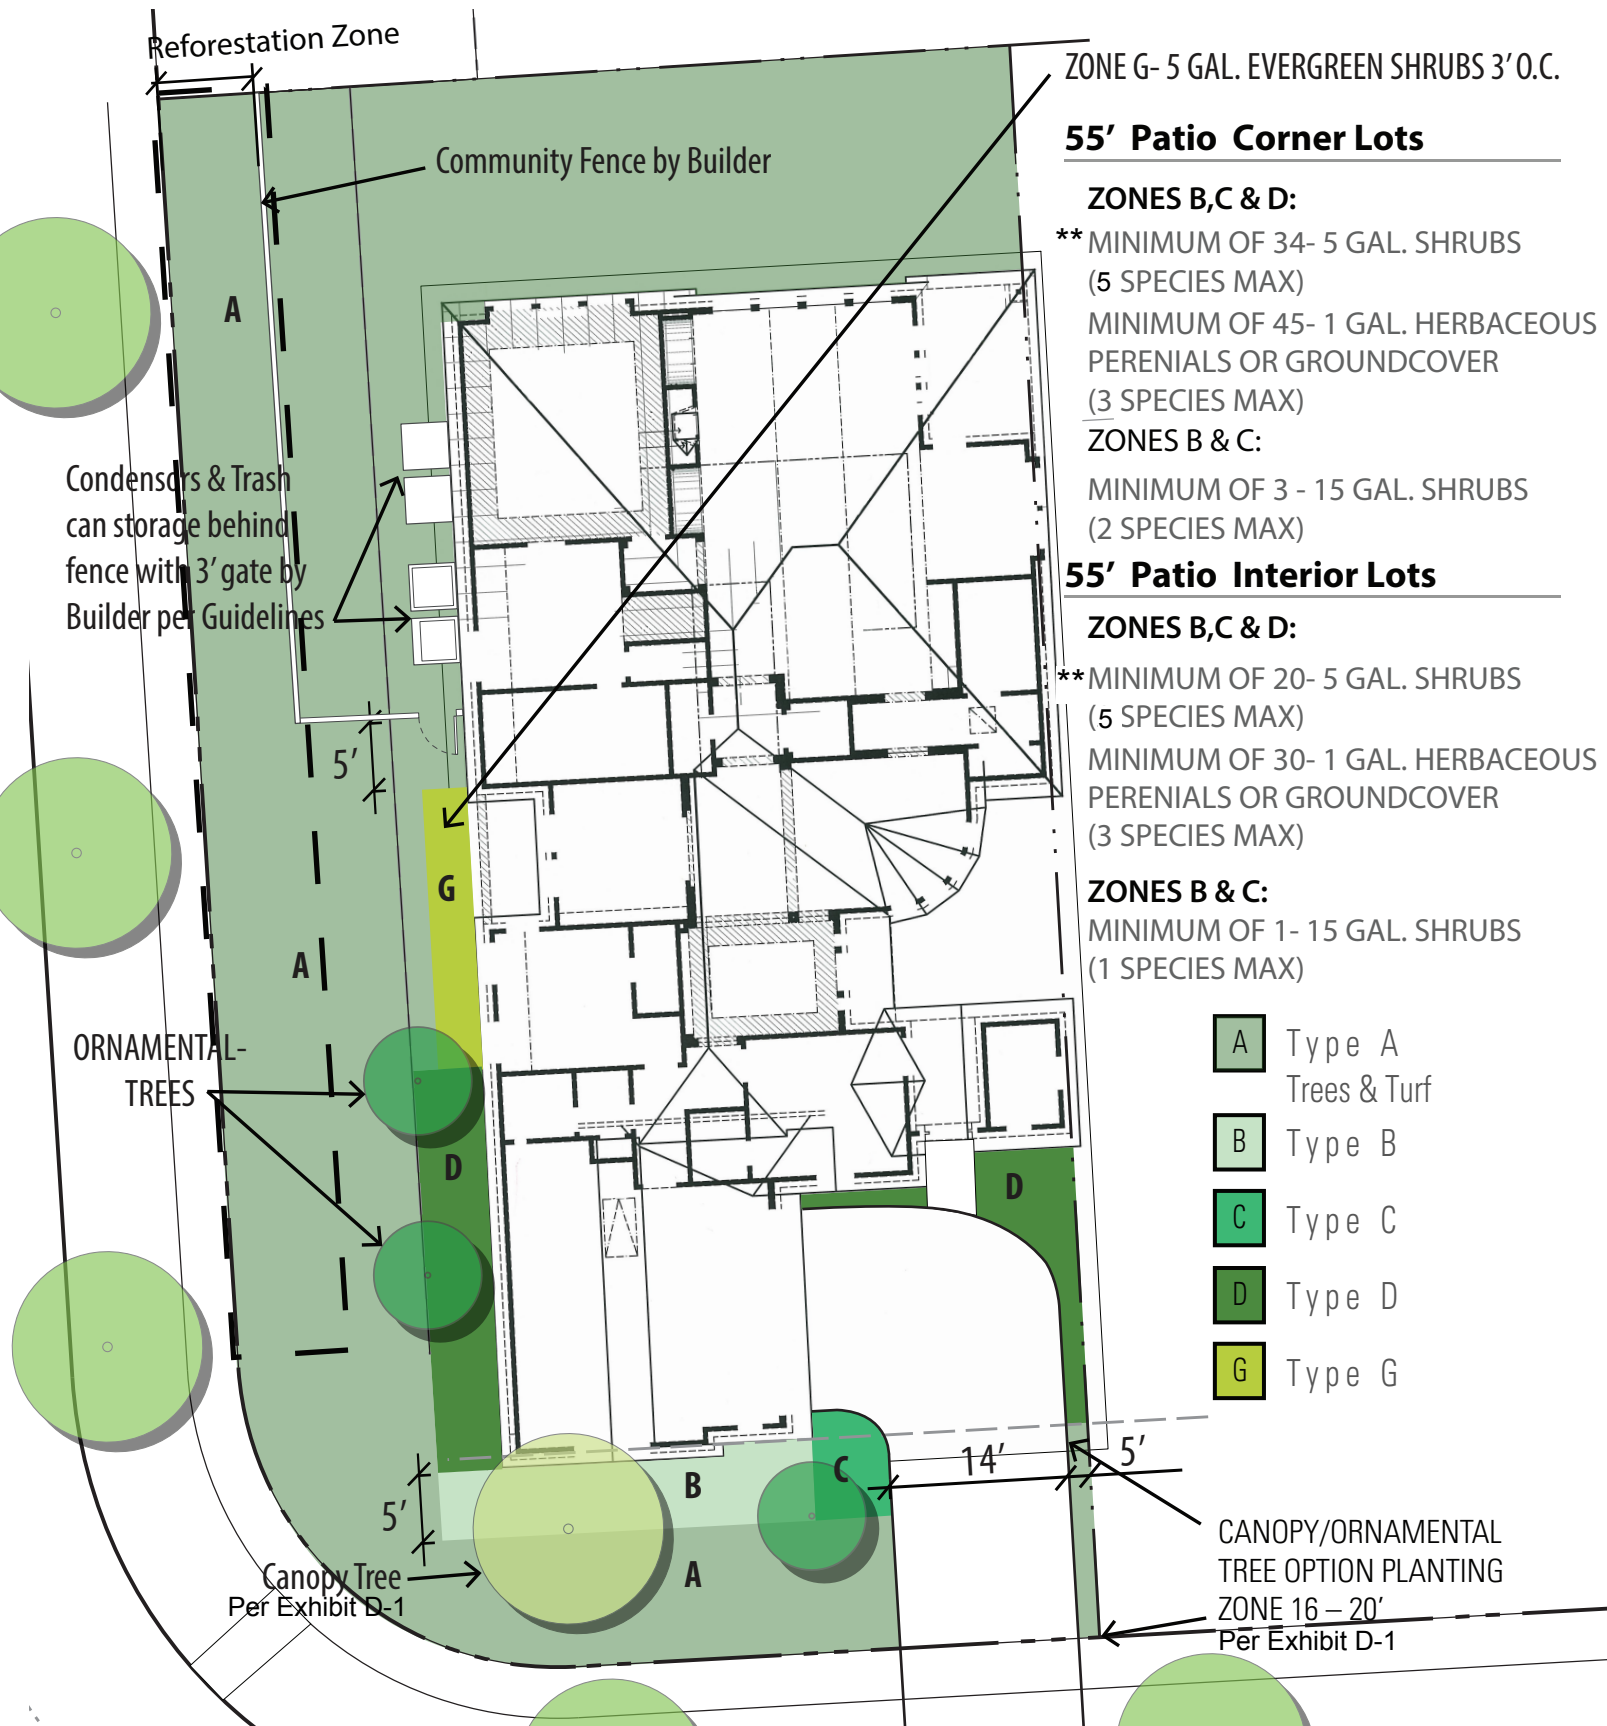 Reforestation Zone
ZONE G- 5 GAL. EVERGREEN SHRUBS 3' O.C.
Community Fence by Builder
55' Patio Corner Lots
ZONES B,C & D:
**MINIMUM OF 34- 5 GAL. SHRUBS
(5 SPECIES MAX)
MINIMUM OF 45- 1 GAL. HERBACEOUS
PERENIALS OR GROUNDCOVER
(3 SPECIES MAX)
ZONES B & C:
MINIMUM OF 3 - 15 GAL. SHRUBS
(2 SPECIES MAX)
55' Patio Interior Lots
ZONES B,C & D:
**MINIMUM OF 20- 5 GAL. SHRUBS
(5 SPECIES MAX)
MINIMUM OF 30- 1 GAL. HERBACEOUS
PERENIALS OR GROUNDCOVER
(3 SPECIES MAX)
ZONES B & C:
MINIMUM OF 1- 15 GAL. SHRUBS
(1 SPECIES MAX)
A Type A
Trees & Turf
B Type B
C Type C
D Type D
G Type G
A
Condensors & Trash
can storage behind
fence with 3' gate by
Builder per Guidelines
5'
G
A
ORNAMENTAL-
TREES
D
D
C
B
14'
5'
5'
A
Canopy Tree
Per Exhibit D-1
CANOPY/ORNAMENTAL
TREE OPTION PLANTING
ZONE 16 – 20'
Per Exhibit D-1